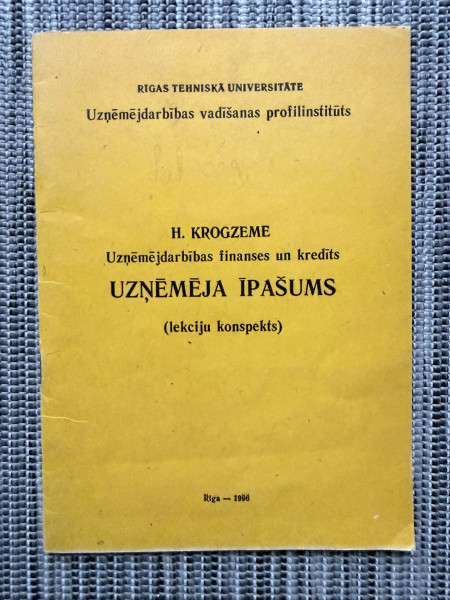 RĪGAS TEHNISKĀ UNIVERSITĀTE
Uzņēmējdarbības vadīšanas profilinstitūts
H. KROGZEME
Uzņēmējdarbības finanses un kredīts
UZŅĒMĒJA ĪPAŠUMS
(lekciju konspekts)
Rīga — 1996